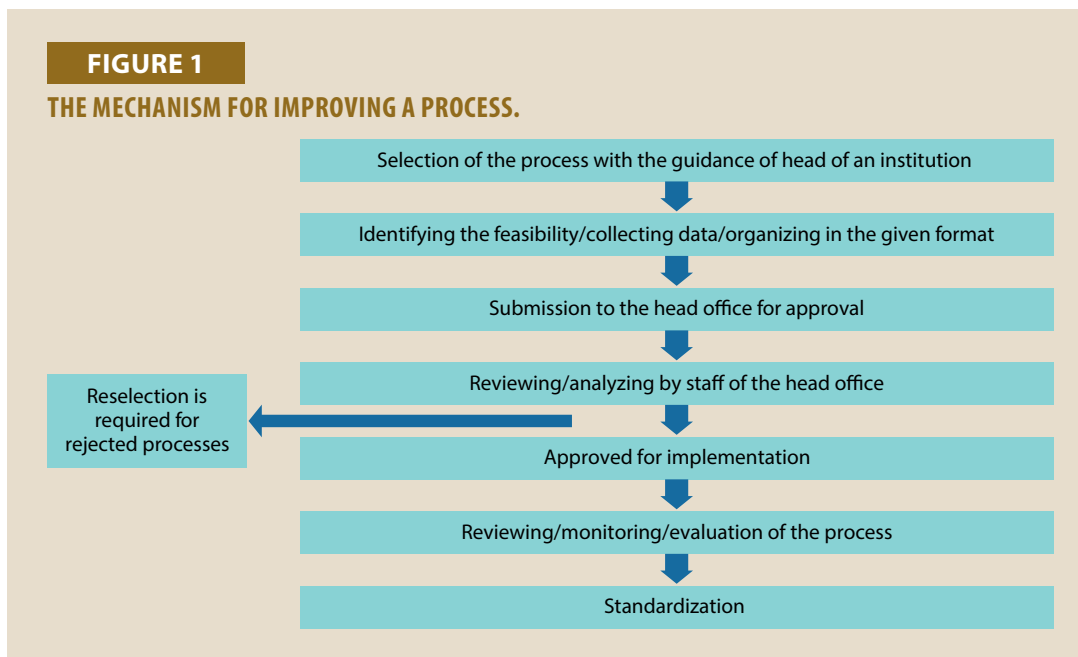 FIGURE 1
THE MECHANISM FOR IMPROVING A PROCESS.
Selection of the process with the guidance of head of an institution
Identifying the feasibility/collecting data/organizing in the given format
Submission to the head office for approval
Reviewing/analyzing by staff of the head office
Reselection is
required for
rejected processes
Approved for implementation
Reviewing/monitoring/evaluation of the process
Standardization